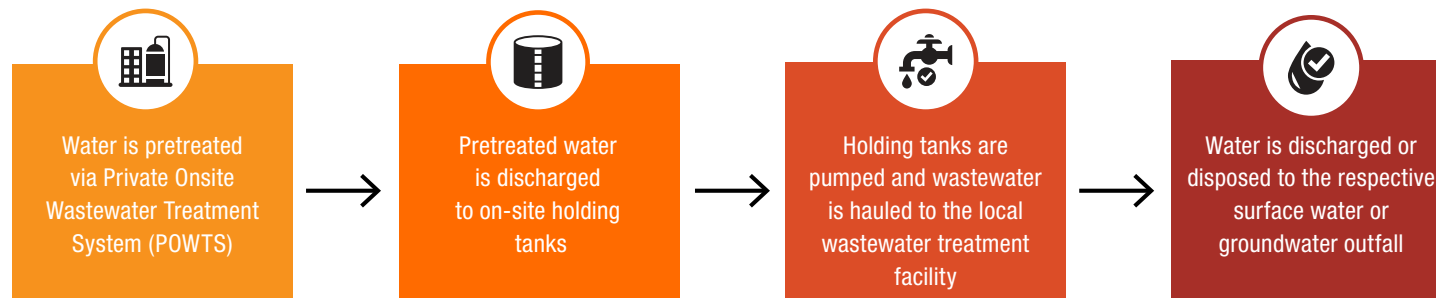 Water is pretreated
via Private Onsite
Wastewater Treatment
System (POWTS)
Pretreated water
is discharged
to on-site holding
tanks
Holding tanks are
pumped and wastewater
is hauled to the local
wastewater treatment
facility
Water is discharged or
disposed to the respective
surface water or
groundwater outfall